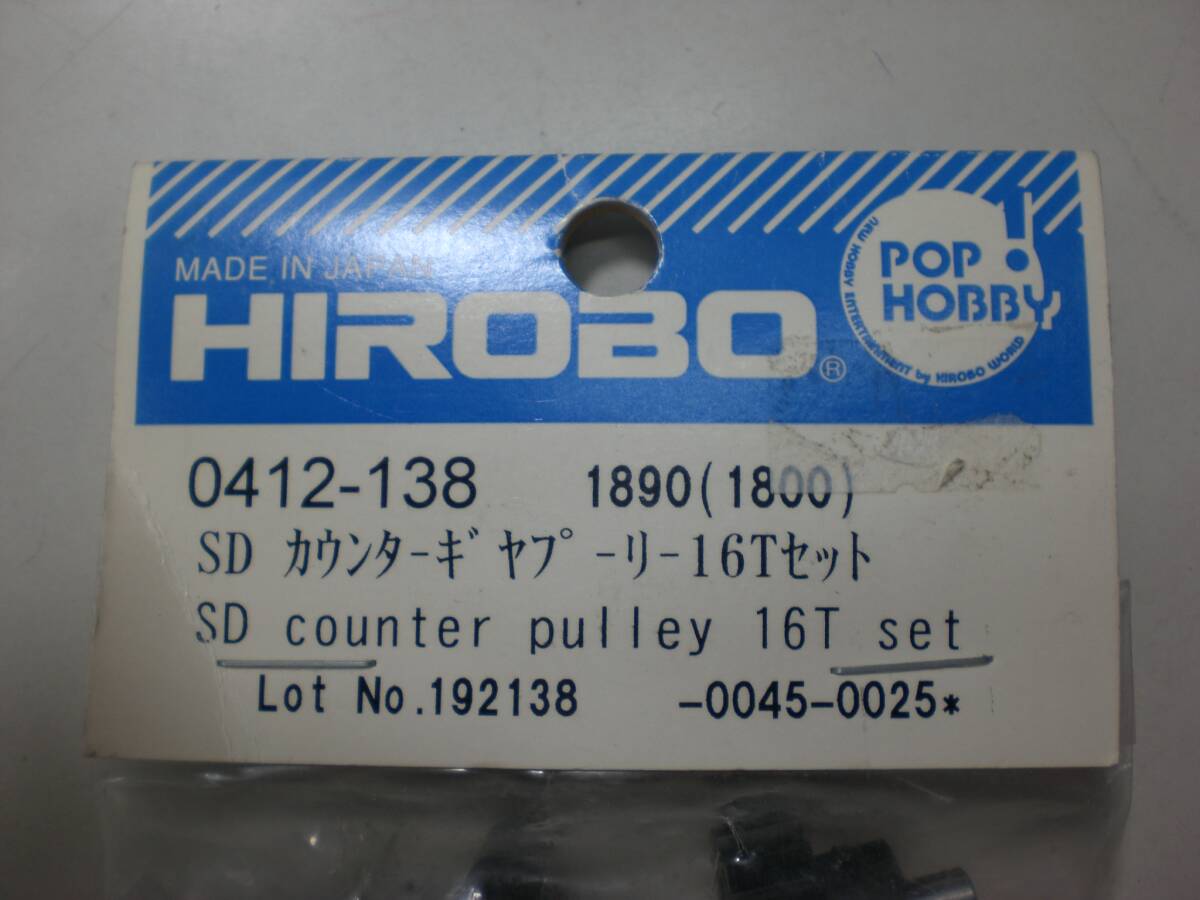 MADE IN JAPAN
HIROBO®
POP!
HOBBY
NEW HOBBY ENTERTAINMENT by HIROBO WORLD
0412-138 1890(1800)
SD ｶｳﾝﾀｰｷﾞﾔﾌﾟｰﾘｰ16Tｾｯﾄ
SD counter pulley 16T set
Lot No.192138 -0045-0025*